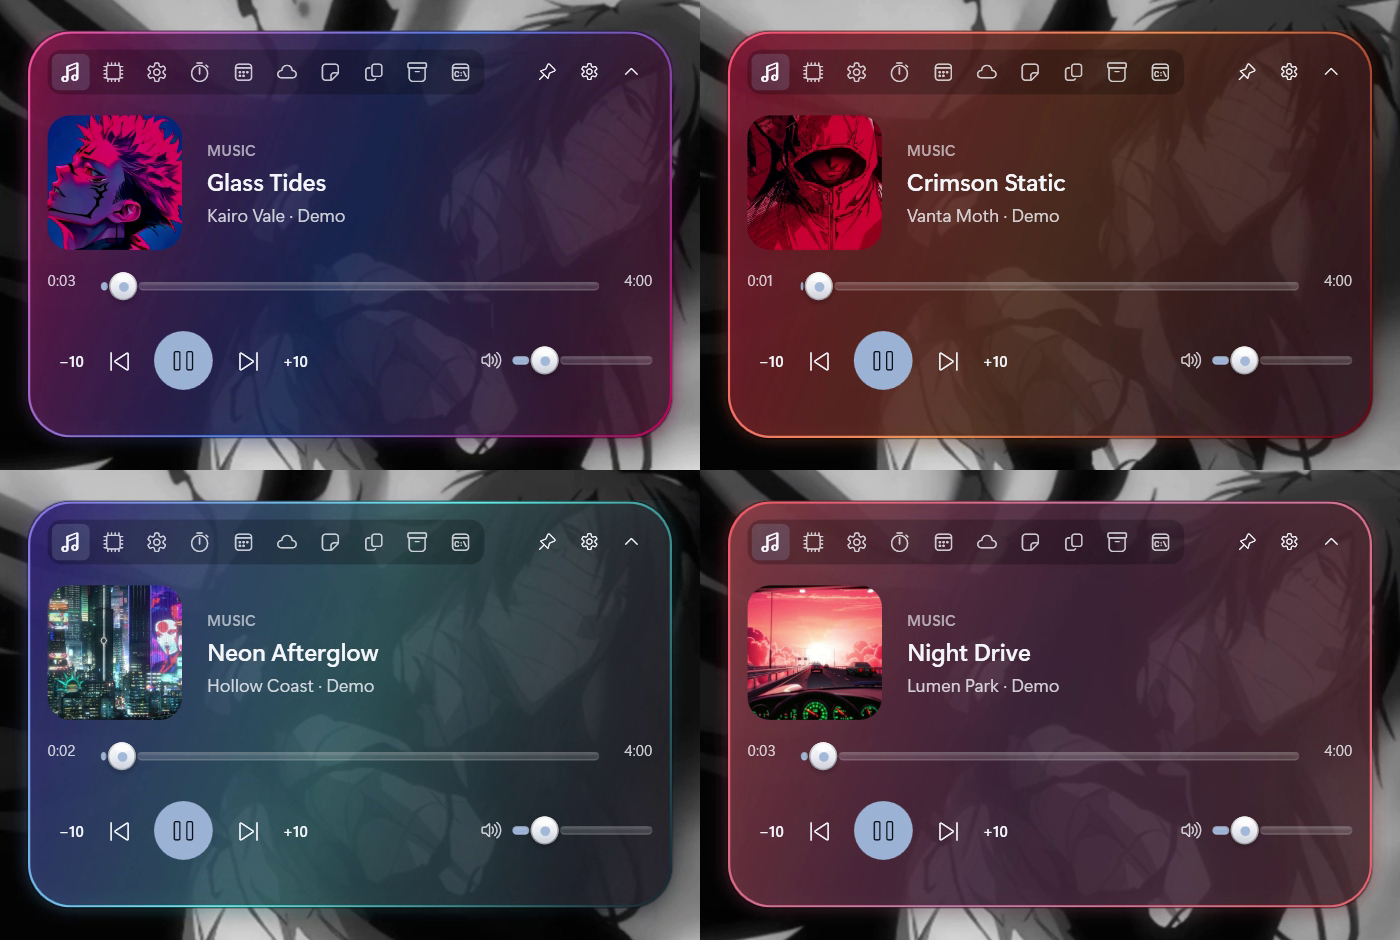 C:\
MUSIC
Glass Tides
Kairo Vale · Demo
0:03 4:00
–10 +10
C:\
MUSIC
Crimson Static
Vanta Moth · Demo
0:01 4:00
–10 +10
C:\
MUSIC
Neon Afterglow
Hollow Coast · Demo
0:02 4:00
–10 +10
C:\
MUSIC
Night Drive
Lumen Park · Demo
0:03 4:00
–10 +10